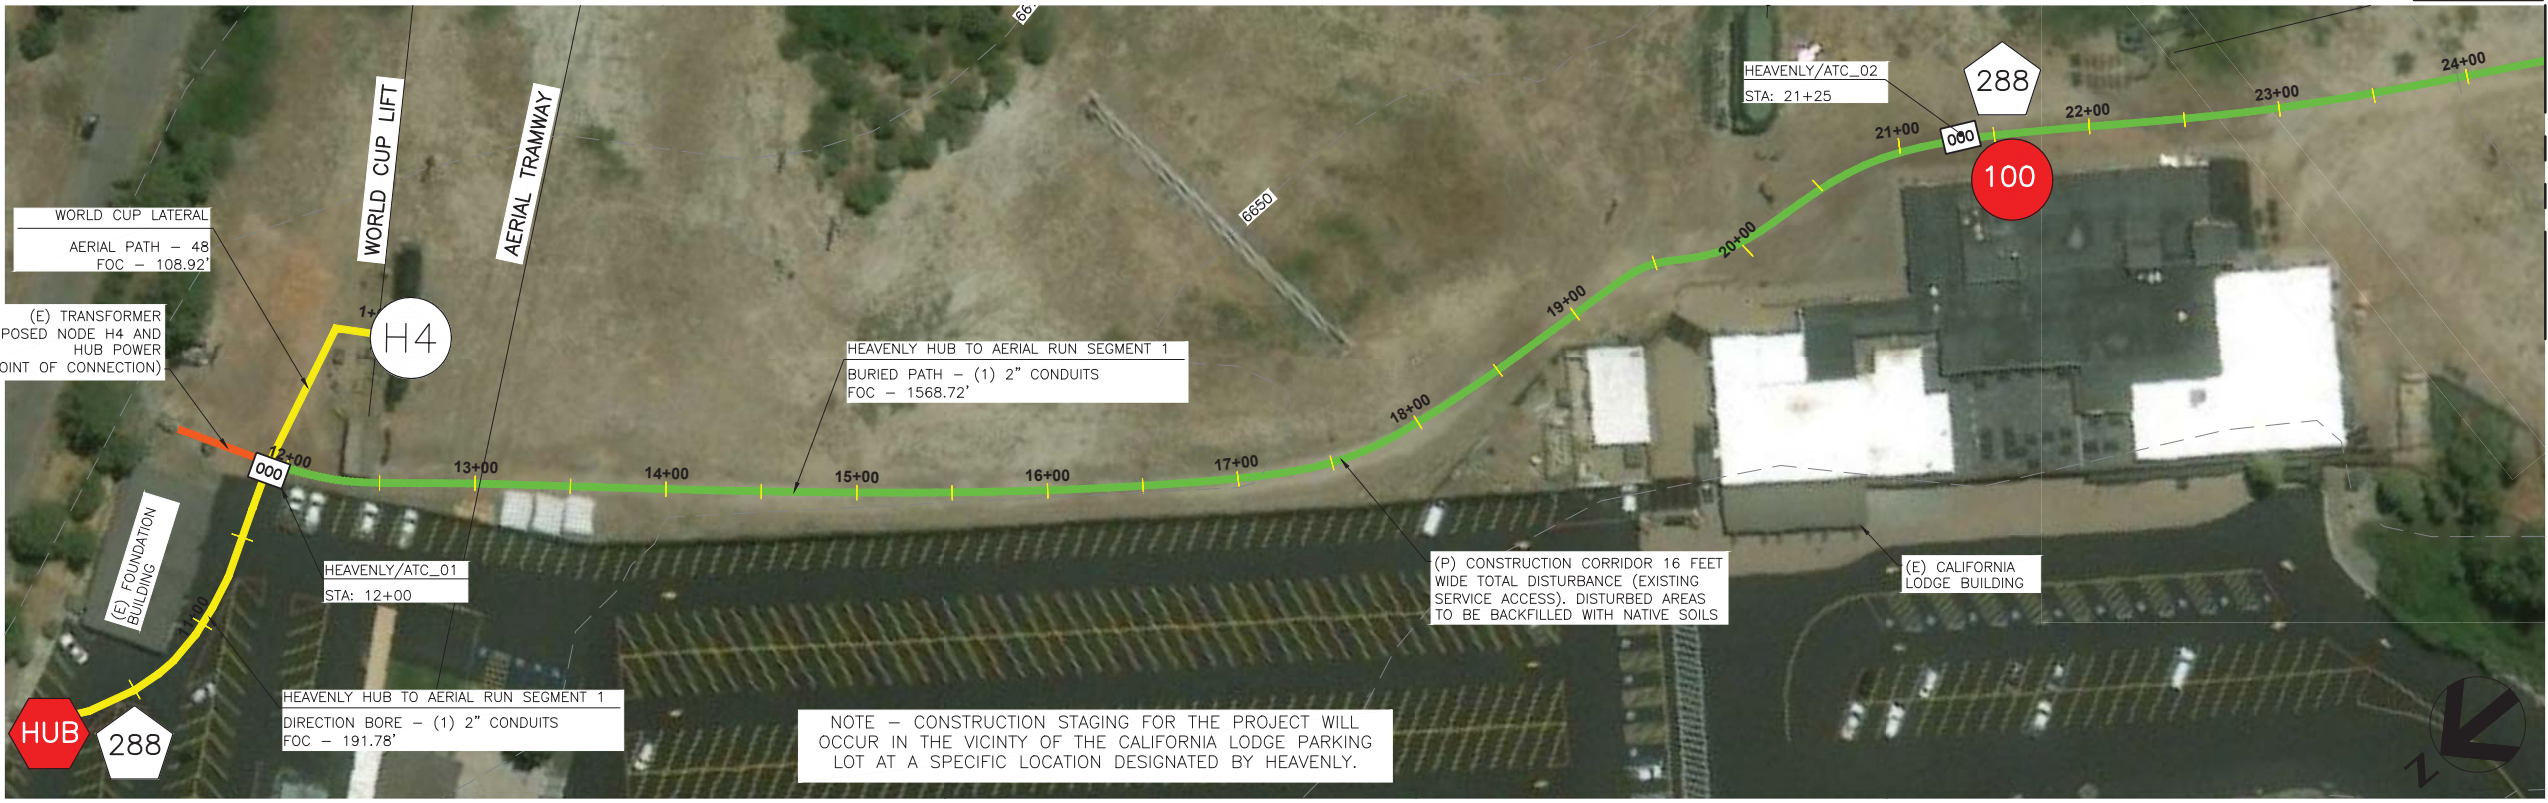 66
HEAVENLY/ATC_02
STA: 21+25
288
24+00
23+00
22+00
21+00
000
100
WORLD CUP LIFT
AERIAL TRAMWAY
6650
20+00
WORLD CUP LATERAL
AERIAL PATH – 48
FOC – 108.92'
(E) TRANSFORMER
POSED NODE H4 AND
HUB POWER
OINT OF CONNECTION)
1+
H4
19+00
HEAVENLY HUB TO AERIAL RUN SEGMENT 1
BURIED PATH – (1) 2" CONDUITS
FOC – 1568.72'
18+00
12+00
000
13+00
14+00
15+00
16+00
17+00
(E) FOUNDATION
BUILDING
HEAVENLY/ATC_01
STA: 12+00
(P) CONSTRUCTION CORRIDOR 16 FEET
WIDE TOTAL DISTURBANCE (EXISTING
SERVICE ACCESS). DISTURBED AREAS
TO BE BACKFILLED WITH NATIVE SOILS
(E) CALIFORNIA
LODGE BUILDING
11+00
HEAVENLY HUB TO AERIAL RUN SEGMENT 1
DIRECTION BORE – (1) 2" CONDUITS
FOC – 191.78'
HUB
288
NOTE – CONSTRUCTION STAGING FOR THE PROJECT WILL
OCCUR IN THE VICINTY OF THE CALIFORNIA LODGE PARKING
LOT AT A SPECIFIC LOCATION DESIGNATED BY HEAVENLY.
N